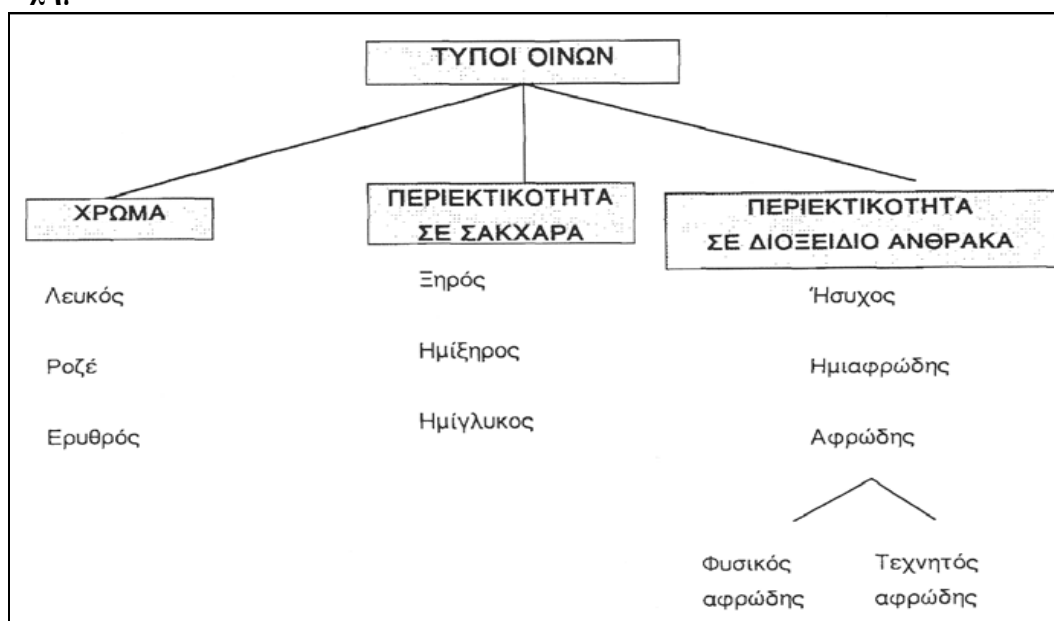 ΤΥΠΟΙ ΟΙΝΩΝ
ΧΡΩΜΑ
Λευκός
Ροζέ
Ερυθρός
ΠΕΡΙΕΚΤΙΚΟΤΗΤΑ
ΣΕ ΣΑΚΧΑΡΑ
Ξηρός
Ημίξηρος
Ημίγλυκος
ΠΕΡΙΕΚΤΙΚΟΤΗΤΑ
ΣΕ ΔΙΟΞΕΙΔΙΟ ΑΝΘΡΑΚΑ
Ήσυχος
Ημιαφρώδης
Αφρώδης
Φυσικός
αφρώδης
Τεχνητός
αφρώδης